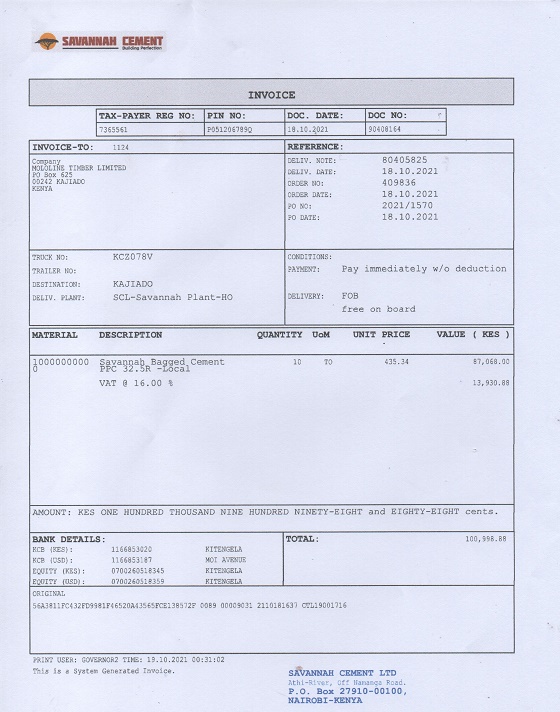 SAVANNAH CEMENT
Building Perfection
INVOICE
TAX-PAYER REG NO: PIN NO: DOC. DATE: DOC NO:
7365561 P051206789Q 18.10.2021 90408164
INVOICE-TO: 1124
Company
MOLOLINE TIMBER LIMITED
PO Box 625
00242 KAJIADO
KENYA
REFERENCE:
DELIV. NOTE: 80405825
DELIV. DATE: 18.10.2021
ORDER NO: 409836
ORDER DATE: 18.10.2021
PO NO: 2021/1570
PO DATE: 18.10.2021
TRUCK NO: KCZ078V
TRAILER NO:
DESTINATION: KAJIADO
DELIV. PLANT: SCL-Savannah Plant-HO
CONDITIONS:
PAYMENT: Pay immediately w/o deduction
DELIVERY: FOB
free on board
MATERIAL DESCRIPTION QUANTITY UoM UNIT PRICE VALUE ( KES )
1000000000 Savannah Bagged Cement 10 TO 435.34 87,068.00
0 PPC 32.5R -Local
VAT @ 16.00 % 13,930.88
AMOUNT: KES ONE HUNDRED THOUSAND NINE HUNDRED NINETY-EIGHT and EIGHTY-EIGHT cents.
BANK DETAILS:
KCB (KES): 1166853020 KITENGELA
KCB (USD): 1166853187 MOI AVENUE
EQUITY (KES): 0700260518345 KITENGELA
EQUITY (USD): 0700260518359 KITENGELA
TOTAL: 100,998.88
ORIGINAL
56A3811FC432FD9981F46520A43565FCE138572F 0089 00009031 2110181637 CTL19001716
PRINT USER: GOVERNOR2 TIME: 19.10.2021 00:31:02
This is a System Generated Invoice.
SAVANNAH CEMENT LTD
Athi-River, Off Namanga Road.
P.O. Box 27910-00100,
NAIROBI-KENYA